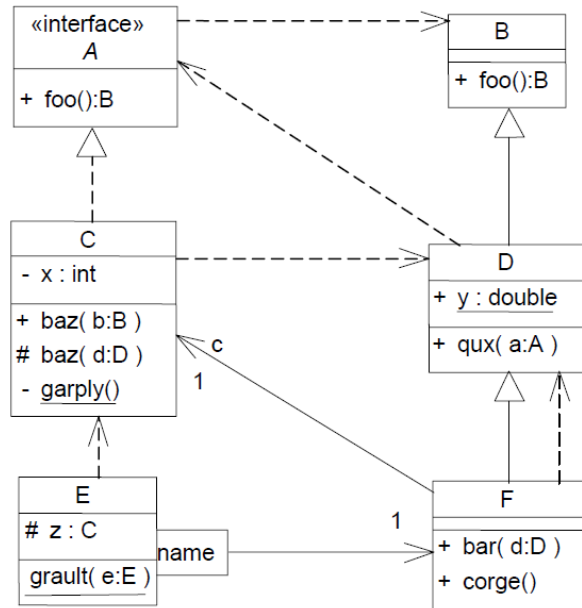 «interface»
A
+ foo():B
B
+ foo():B
C
- x : int
+ baz( b:B )
# baz( d:D )
- garply()
D
+ y : double
+ qux( a:A )
c
1
E
# z : C
grault( e:E )
name
1
F
+ bar( d:D )
+ corge()